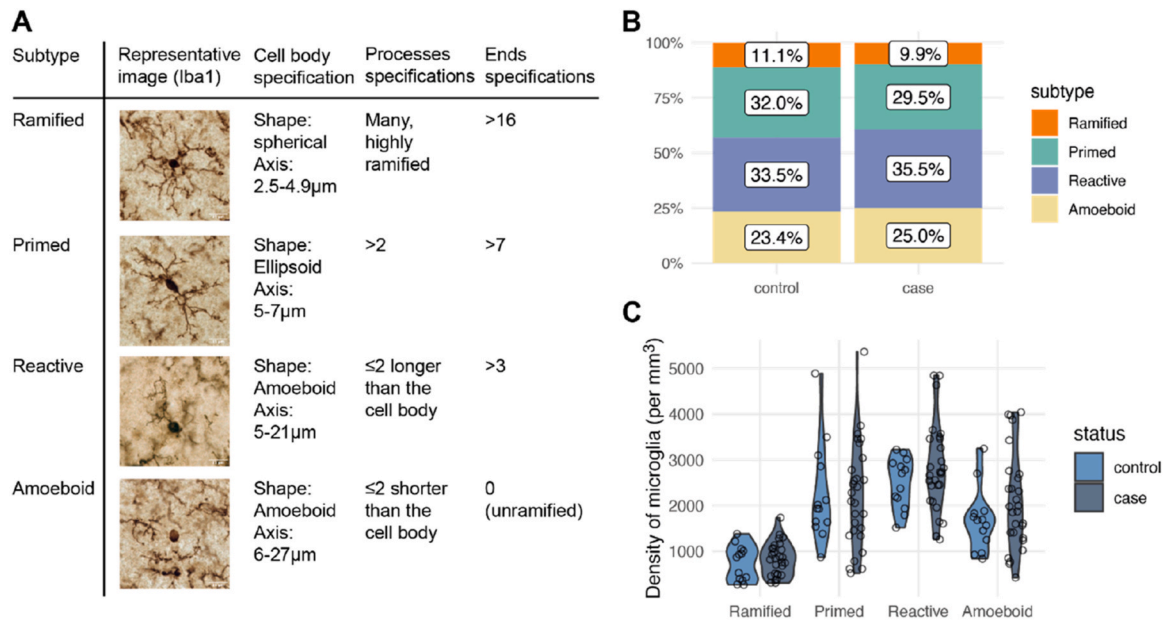 A
Subtype
Representative
image (Iba1)
Cell body
specification
Processes
specifications
Ends
specifications
Ramified
Shape:
spherical
Axis:
2.5-4.9µm
Many,
highly
ramified
>16
Primed
Shape:
Ellipsoid
Axis:
5-7µm
>2
>7
Reactive
Shape:
Amoeboid
Axis:
5-21µm
≤2 longer
than the
cell body
>3
Amoeboid
Shape:
Amoeboid
Axis:
6-27µm
≤2 shorter
than the
cell body
0
(unramified)
B
100%
75%
50%
25%
0%
11.1%
32.0%
33.5%
23.4%
9.9%
29.5%
35.5%
25.0%
control
case
subtype
Ramified
Primed
Reactive
Amoeboid
C
Density of microglia (per mm³)
5000
4000
3000
2000
1000
Ramified
Primed
Reactive
Amoeboid
status
control
case